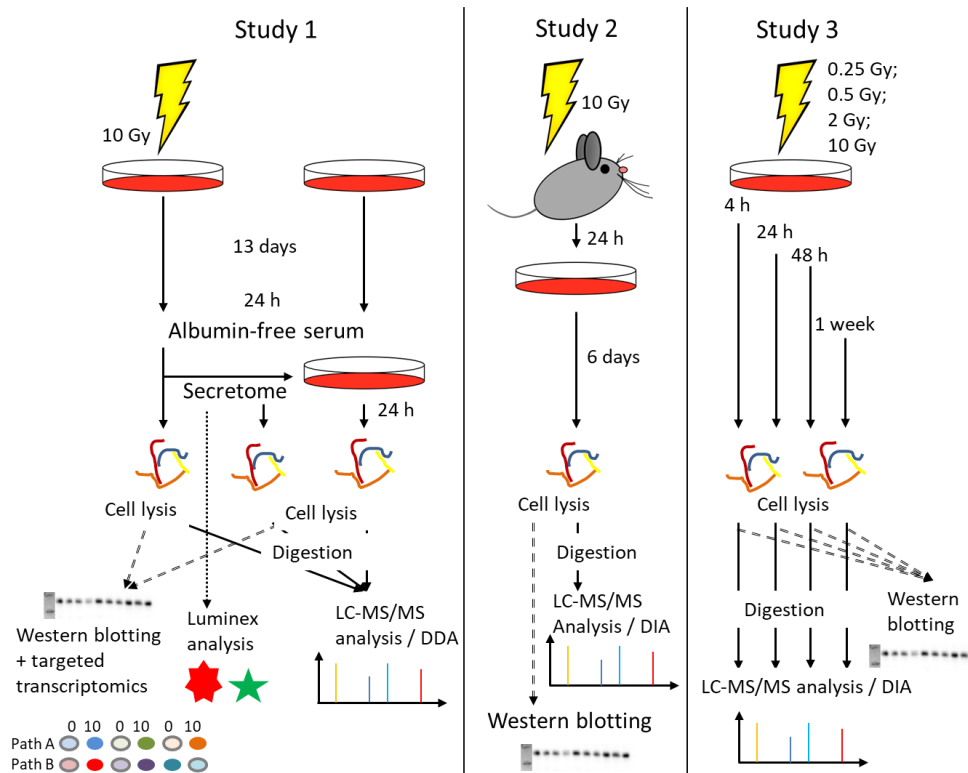 Study 1
10 Gy
13 days
24 h
Albumin-free serum
Secretome
24 h
Cell lysis
Cell lysis
Digestion
Western blotting
+ targeted
transcriptomics
Luminex
analysis
LC-MS/MS
analysis / DDA
0 10 0 10 0 10
Path A
Path B
Study 2
10 Gy
24 h
6 days
Cell lysis
Digestion
LC-MS/MS
Analysis / DIA
Western blotting
Study 3
0.25 Gy;
0.5 Gy;
2 Gy;
10 Gy
4 h
24 h
48 h
1 week
Cell lysis
Digestion
Western
blotting
LC-MS/MS analysis / DIA